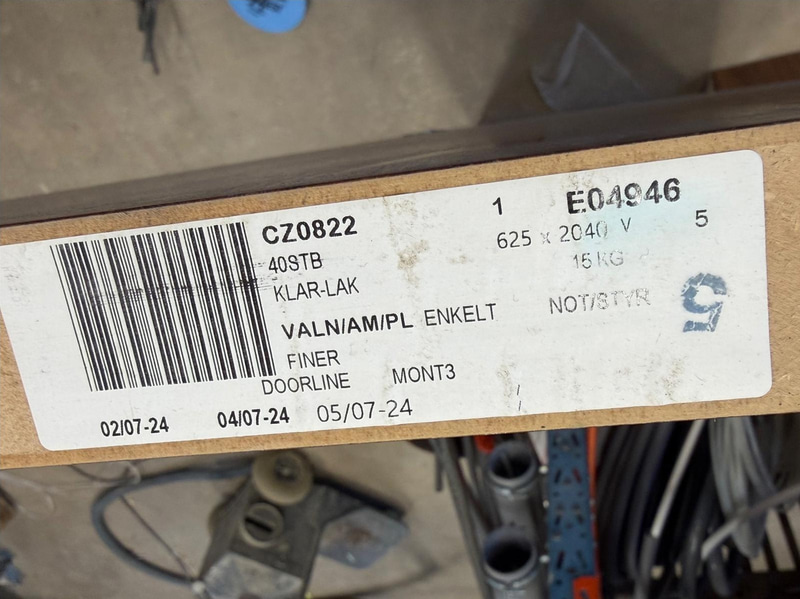 CZ0822 1 E04946
40STB 625 x 2040 V 5
KLAR-LAK 15 KG
VALN/AM/PL ENKELT NOT/STYR 5
FINER
DOORLINE MONT3
02/07-24 04/07-24 05/07-24 /